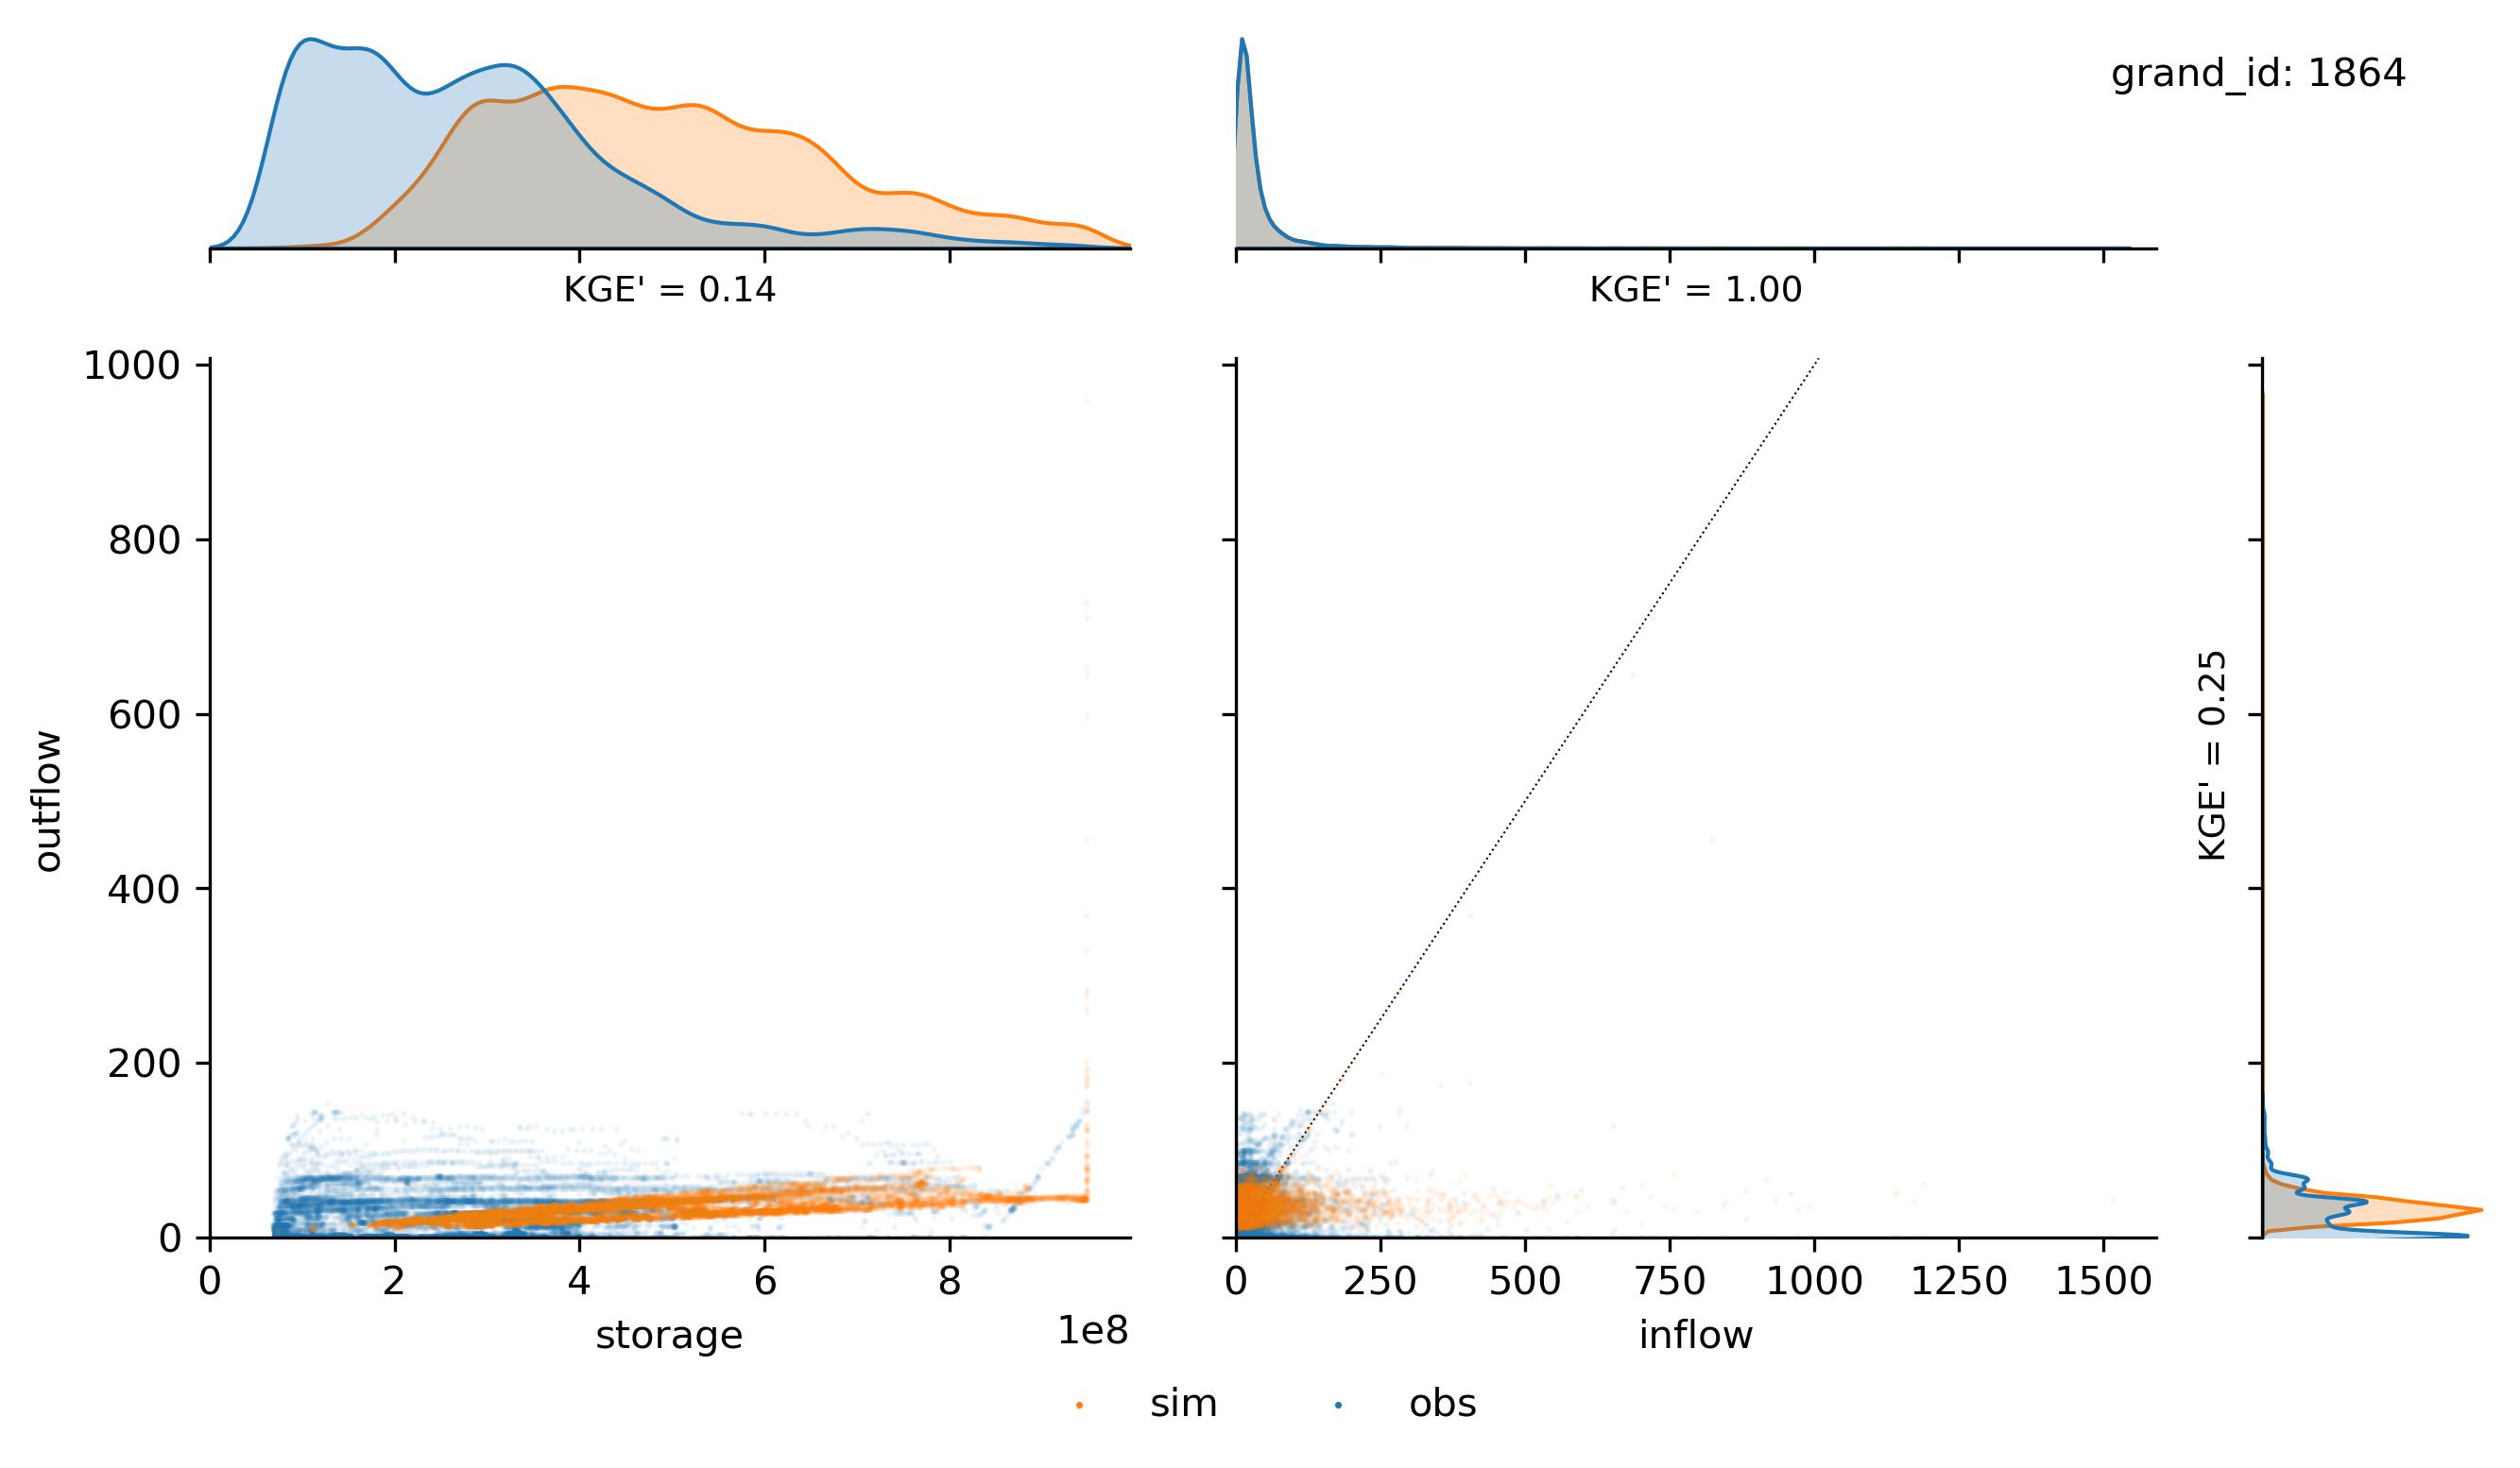 grand_id: 1864
KGE' = 0.14
KGE' = 1.00
1000
800
600
400
200
0
outflow
KGE' = 0.25
0 2 4 6 8
0 250 500 750 1000 1250 1500
1e8
storage
inflow
sim obs